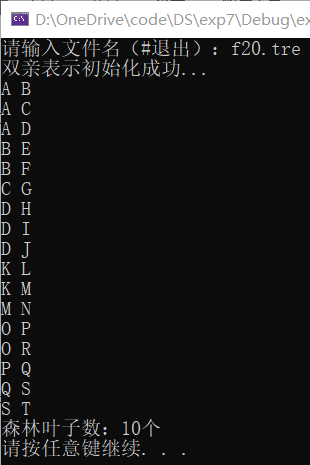 D:\OneDrive\code\DS\exp7\Debug\ex
请输入文件名（#退出）：f20.tre
双亲表示初始化成功...
A B
A C
A D
B E
B F
C G
D H
D I
D J
K L
K M
M N
O P
O R
P Q
Q S
S T
森林叶子数：10个
请按任意键继续. . .